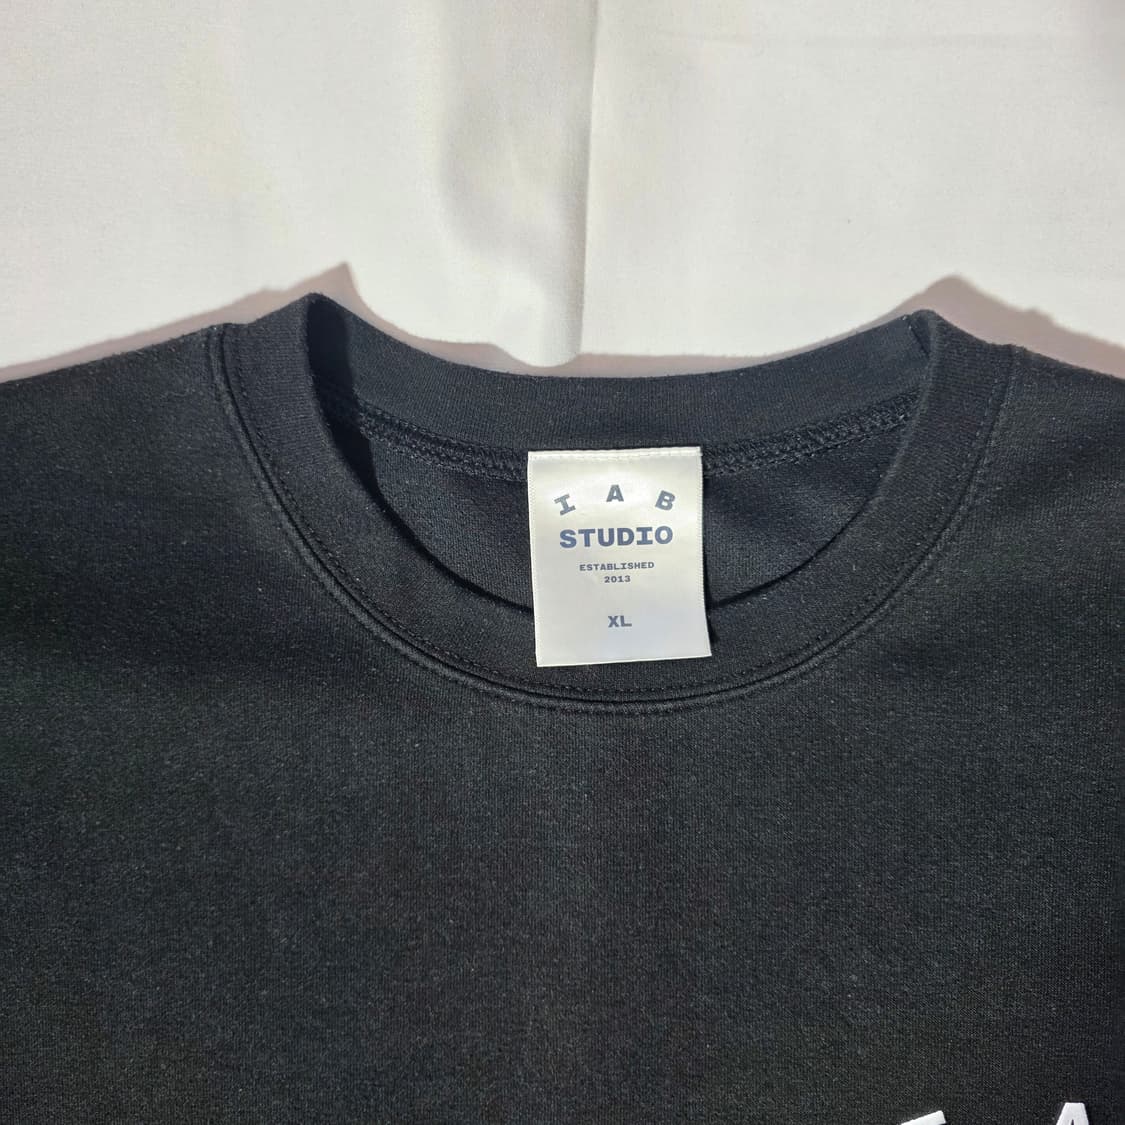 I A B
STUDIO
ESTABLISHED
2013
XL